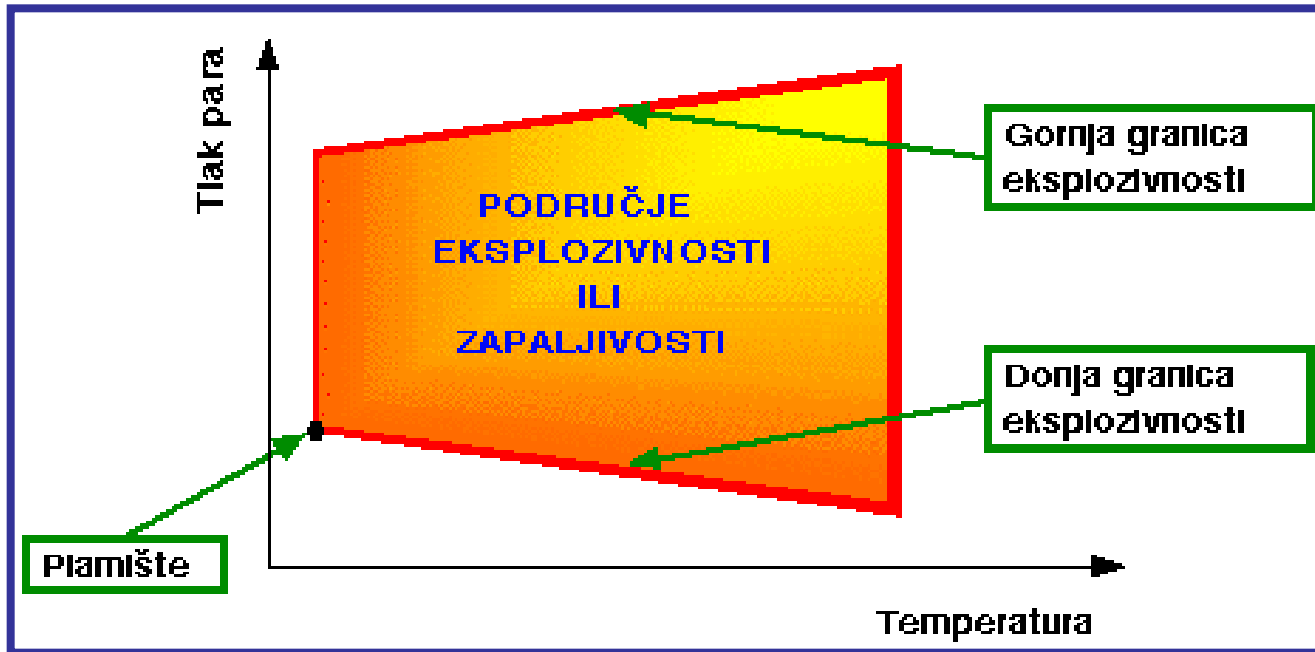 Tlak para
Gornja granica
eksplozivnosti
PODRUČJE
EKSPLOZIVNOSTI
ILI
ZAPALJIVOSTI
Donja granica
eksplozivnosti
Plamište
Temperatura